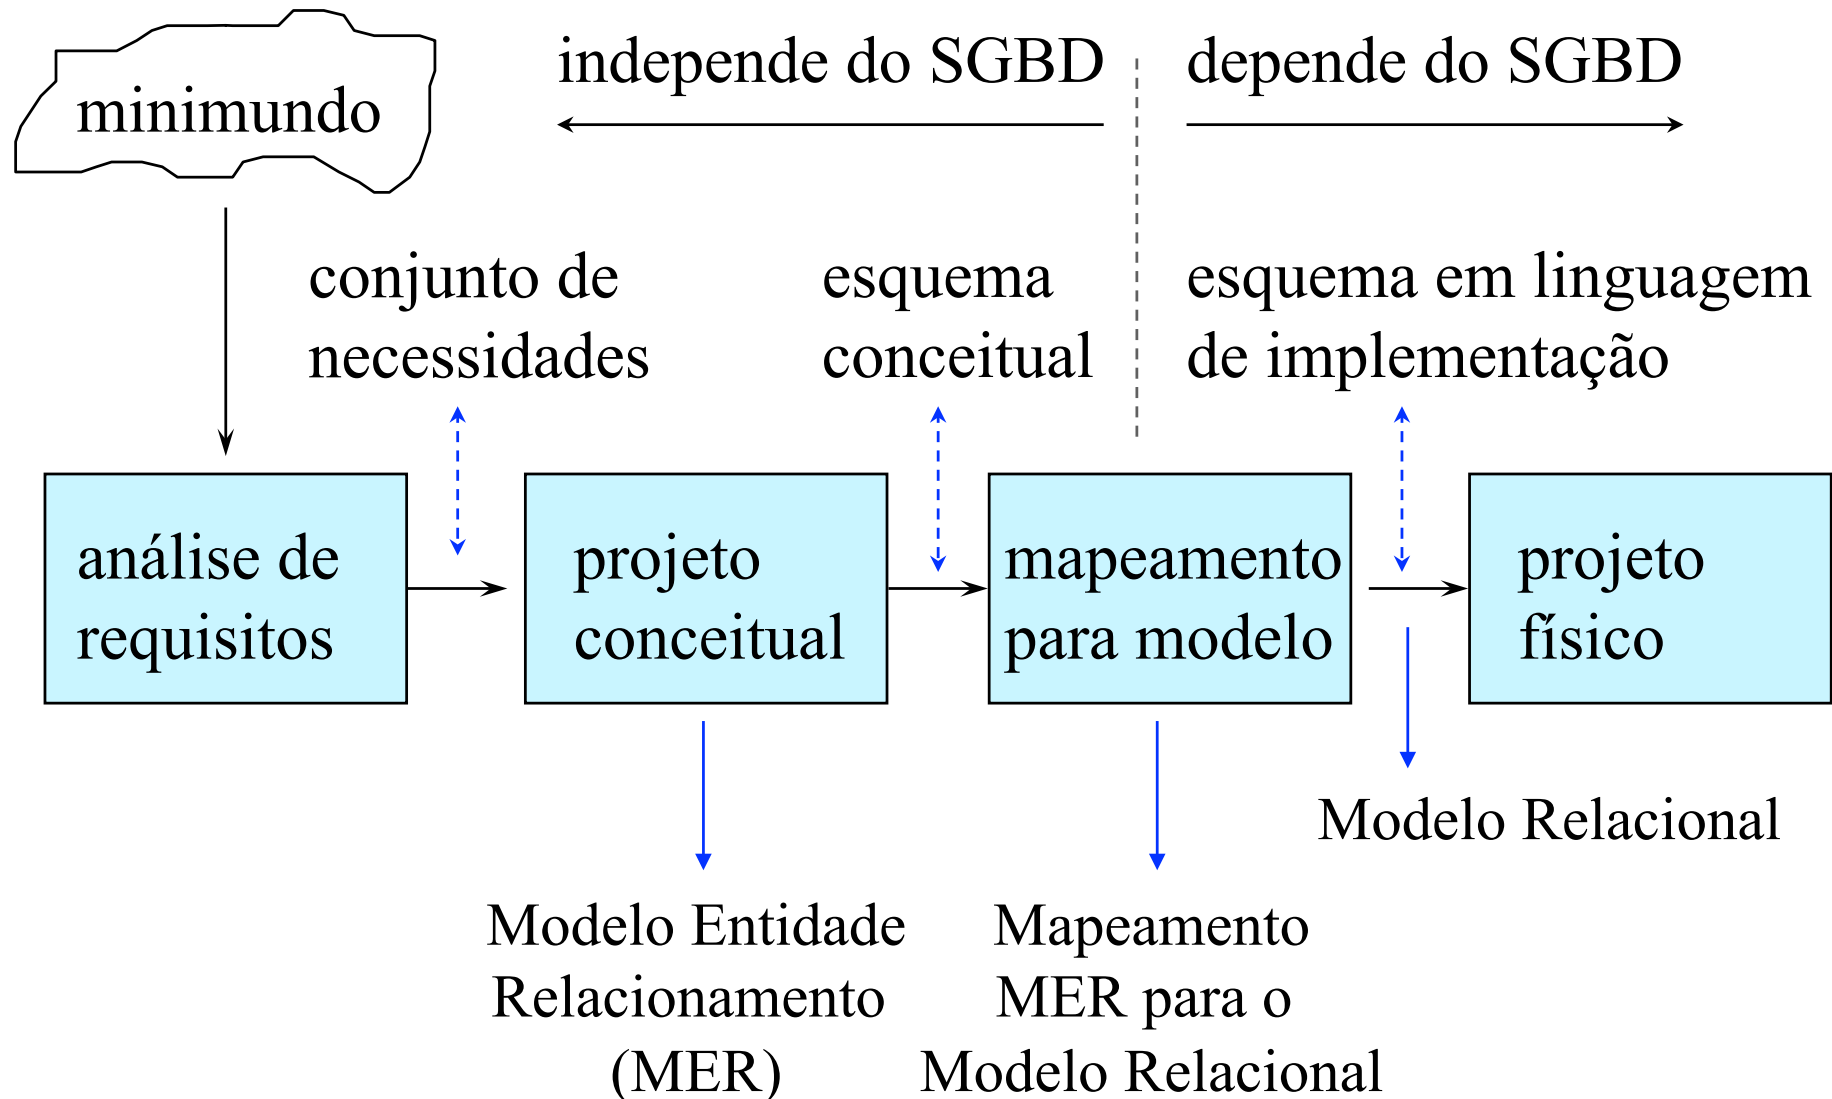 minimundo
independe do SGBD
depende do SGBD
conjunto de
necessidades
esquema
conceitual
esquema em linguagem
de implementação
análise de
requisitos
projeto
conceitual
mapeamento
para modelo
projeto
físico
Modelo Relacional
Modelo Entidade
Relacionamento
(MER)
Mapeamento
MER para o
Modelo Relacional